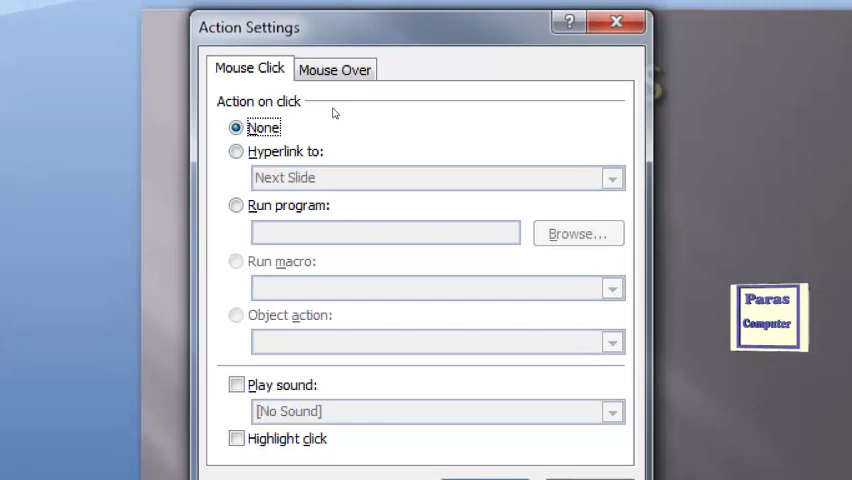 Action Settings
Mouse Click
Mouse Over
Action on click
None
Hyperlink to:
Next Slide
Run program:
Browse...
Run macro:
Object action:
Play sound:
[No Sound]
Highlight click
Paras
Computer